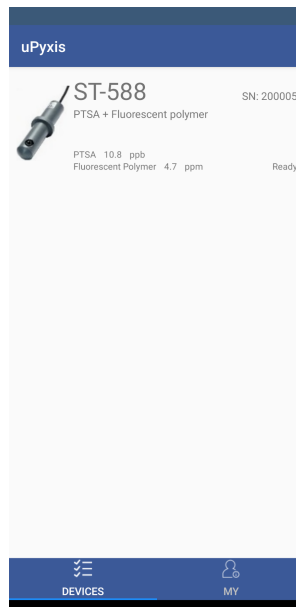 uPyxis
ST-588
SN: 200005
PTSA + Fluorescent polymer
PTSA 10.8 ppb
Fluorescent Polymer 4.7 ppm
Ready
DEVICES
MY